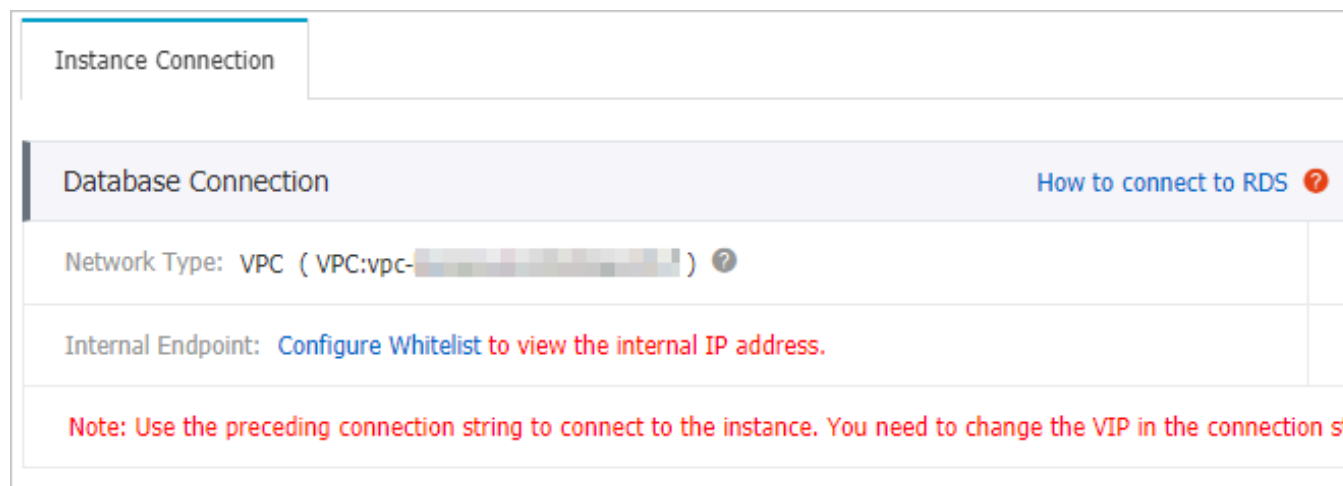 Instance Connection
Database Connection
How to connect to RDS ?
Network Type: VPC ( VPC:vpc- ) ?
Internal Endpoint: Configure Whitelist to view the internal IP address.
Note: Use the preceding connection string to connect to the instance. You need to change the VIP in the connection